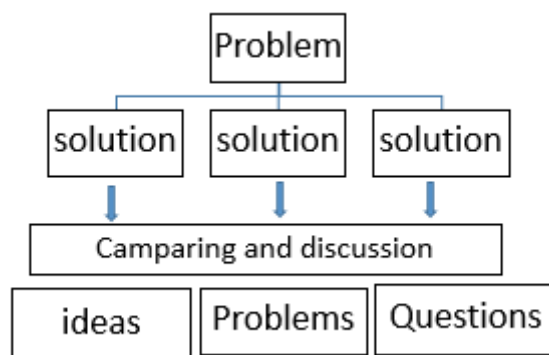 Problem
solution solution solution
Camparing and discussion
ideas Problems Questions